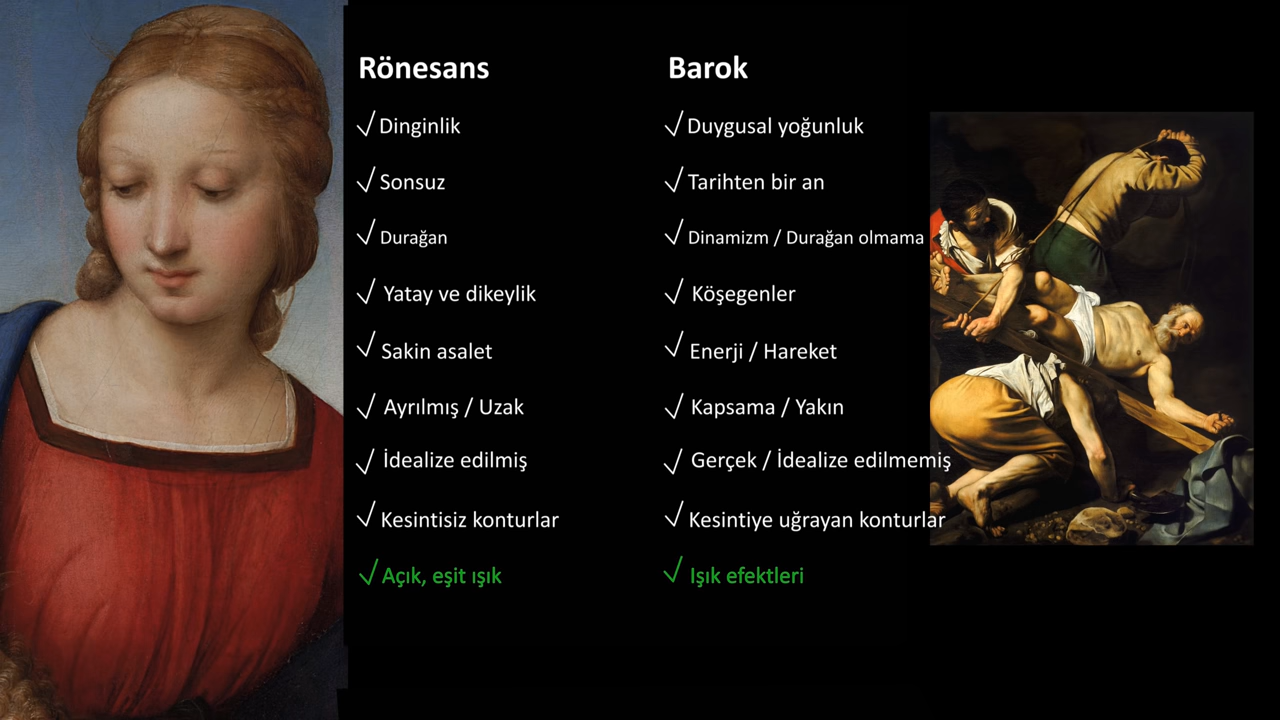 Rönesans
Dinginlik
Sonsuz
Durağan
Yatay ve dikeylik
Sakin asalet
Ayrılmış / Uzak
İdealize edilmiş
Kesintisiz konturlar
Açık, eşit ışık
Barok
Duygusal yoğunluk
Tarihten bir an
Dinamizm / Durağan olmama
Köşegenler
Enerji / Hareket
Kapsama / Yakın
Gerçek / İdealize edilmemiş
Kesintiye uğrayan konturlar
Işık efektleri